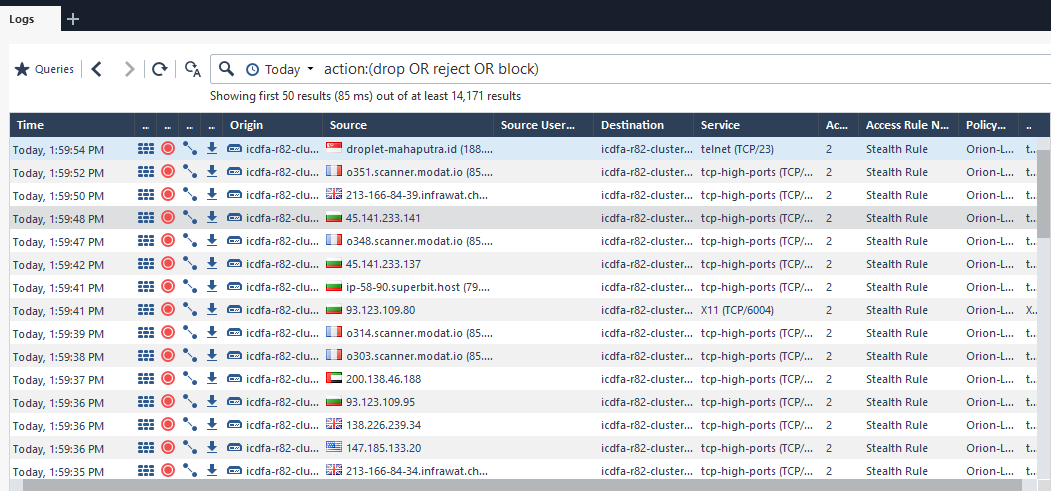 Logs
Queries Today action:(drop OR reject OR block)
Showing first 50 results (85 ms) out of at least 14,171 results
Time ... ... ... ... Origin Source Source User... Destination Service Ac... Access Rule N... Policy... ..
Today, 1:59:54 PM icdfa-r82-clu... droplet-mahaputra.id (188.... icdfa-r82-cluster... telnet (TCP/23) 2 Stealth Rule Orion-L... t...
Today, 1:59:52 PM icdfa-r82-clu... o351.scanner.modat.io (85.... icdfa-r82-cluster... tcp-high-ports (TCP/... 2 Stealth Rule Orion-L... t...
Today, 1:59:50 PM icdfa-r82-clu... 213-166-84-39.infrawat.ch... icdfa-r82-cluster... tcp-high-ports (TCP/... 2 Stealth Rule Orion-L... t...
Today, 1:59:48 PM icdfa-r82-clu... 45.141.233.141 icdfa-r82-cluster... tcp-high-ports (TCP/... 2 Stealth Rule Orion-L... t...
Today, 1:59:47 PM icdfa-r82-clu... o348.scanner.modat.io (85.... icdfa-r82-cluster... tcp-high-ports (TCP/... 2 Stealth Rule Orion-L... t...
Today, 1:59:42 PM icdfa-r82-clu... 45.141.233.137 icdfa-r82-cluster... tcp-high-ports (TCP/... 2 Stealth Rule Orion-L... t...
Today, 1:59:41 PM icdfa-r82-clu... ip-58-90.superbit.host (79.... icdfa-r82-cluster... tcp-high-ports (TCP/... 2 Stealth Rule Orion-L... t...
Today, 1:59:41 PM icdfa-r82-clu... 93.123.109.80 icdfa-r82-cluster... X11 (TCP/6004) 2 Stealth Rule Orion-L... X...
Today, 1:59:39 PM icdfa-r82-clu... o314.scanner.modat.io (85.... icdfa-r82-cluster... tcp-high-ports (TCP/... 2 Stealth Rule Orion-L... t...
Today, 1:59:38 PM icdfa-r82-clu... o303.scanner.modat.io (85.... icdfa-r82-cluster... tcp-high-ports (TCP/... 2 Stealth Rule Orion-L... t...
Today, 1:59:37 PM icdfa-r82-clu... 200.138.46.188 icdfa-r82-cluster... tcp-high-ports (TCP/... 2 Stealth Rule Orion-L... t...
Today, 1:59:36 PM icdfa-r82-clu... 93.123.109.95 icdfa-r82-cluster... tcp-high-ports (TCP/... 2 Stealth Rule Orion-L... t...
Today, 1:59:36 PM icdfa-r82-clu... 138.226.239.34 icdfa-r82-cluster... tcp-high-ports (TCP/... 2 Stealth Rule Orion-L... t...
Today, 1:59:36 PM icdfa-r82-clu... 147.185.133.20 icdfa-r82-cluster... tcp-high-ports (TCP/... 2 Stealth Rule Orion-L... t...
Today, 1:59:35 PM icdfa-r82-clu... 213-166-84-34.infrawat.ch... icdfa-r82-cluster... tcp-high-ports (TCP/... 2 Stealth Rule Orion-L... t...